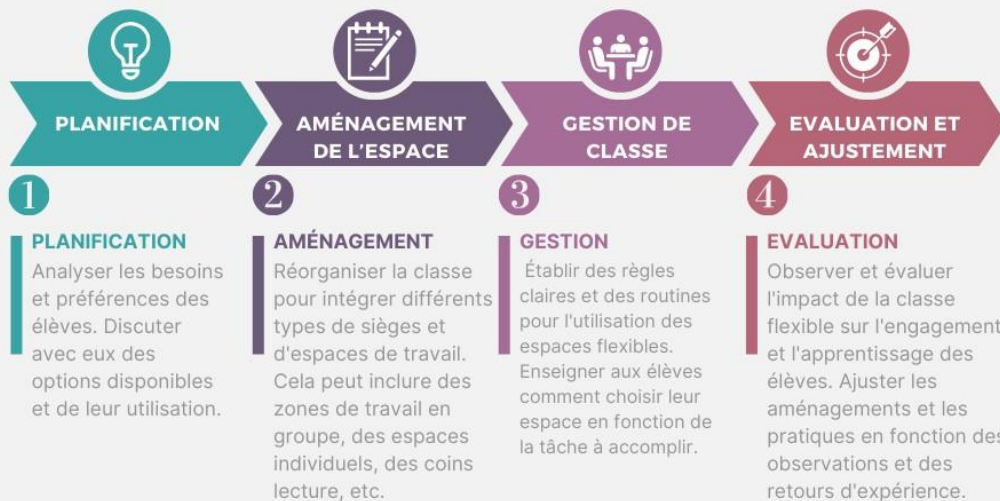 PLANIFICATION
AMÉNAGEMENT
DE L'ESPACE
GESTION DE
CLASSE
EVALUATION ET
AJUSTEMENT
1
PLANIFICATION
Analyser les besoins
et préférences des
élèves. Discuter
avec eux des
options disponibles
et de leur utilisation.
2
AMÉNAGEMENT
Réorganiser la classe
pour intégrer différents
types de sièges et
d'espaces de travail.
Cela peut inclure des
zones de travail en
groupe, des espaces
individuels, des coins
lecture, etc.
3
GESTION
Établir des règles
claires et des routines
pour l'utilisation des
espaces flexibles.
Enseigner aux élèves
comment choisir leur
espace en fonction de
la tâche à accomplir.
4
EVALUATION
Observer et évaluer
l'impact de la classe
flexible sur l'engagement
et l'apprentissage des
élèves. Ajuster les
aménagements et les
pratiques en fonction des
observations et des
retours d'expérience.